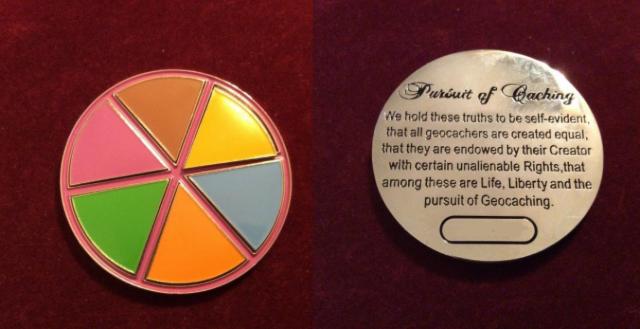 Pursuit of Caching
We hold these truths to be self-evident,
that all geocachers are created equal,
that they are endowed by their Creator
with certain unalienable Rights,that
among these are Life, Liberty and the
pursuit of Geocaching.